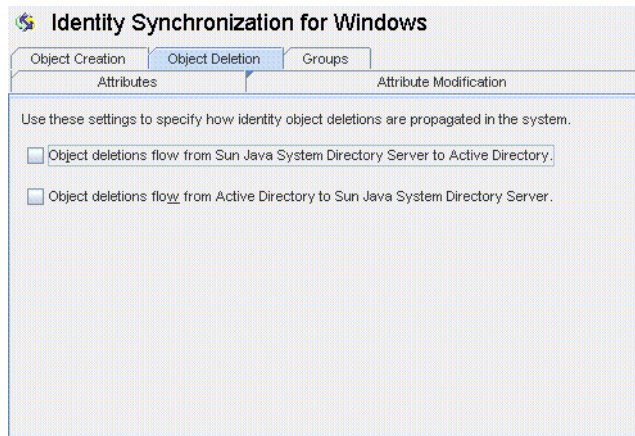 Identity Synchronization for Windows
Object Creation Object Deletion Groups
Attributes Attribute Modification
Use these settings to specify how identity object deletions are propagated in the system.
Object deletions flow from Sun Java System Directory Server to Active Directory.
Object deletions flow from Active Directory to Sun Java System Directory Server.